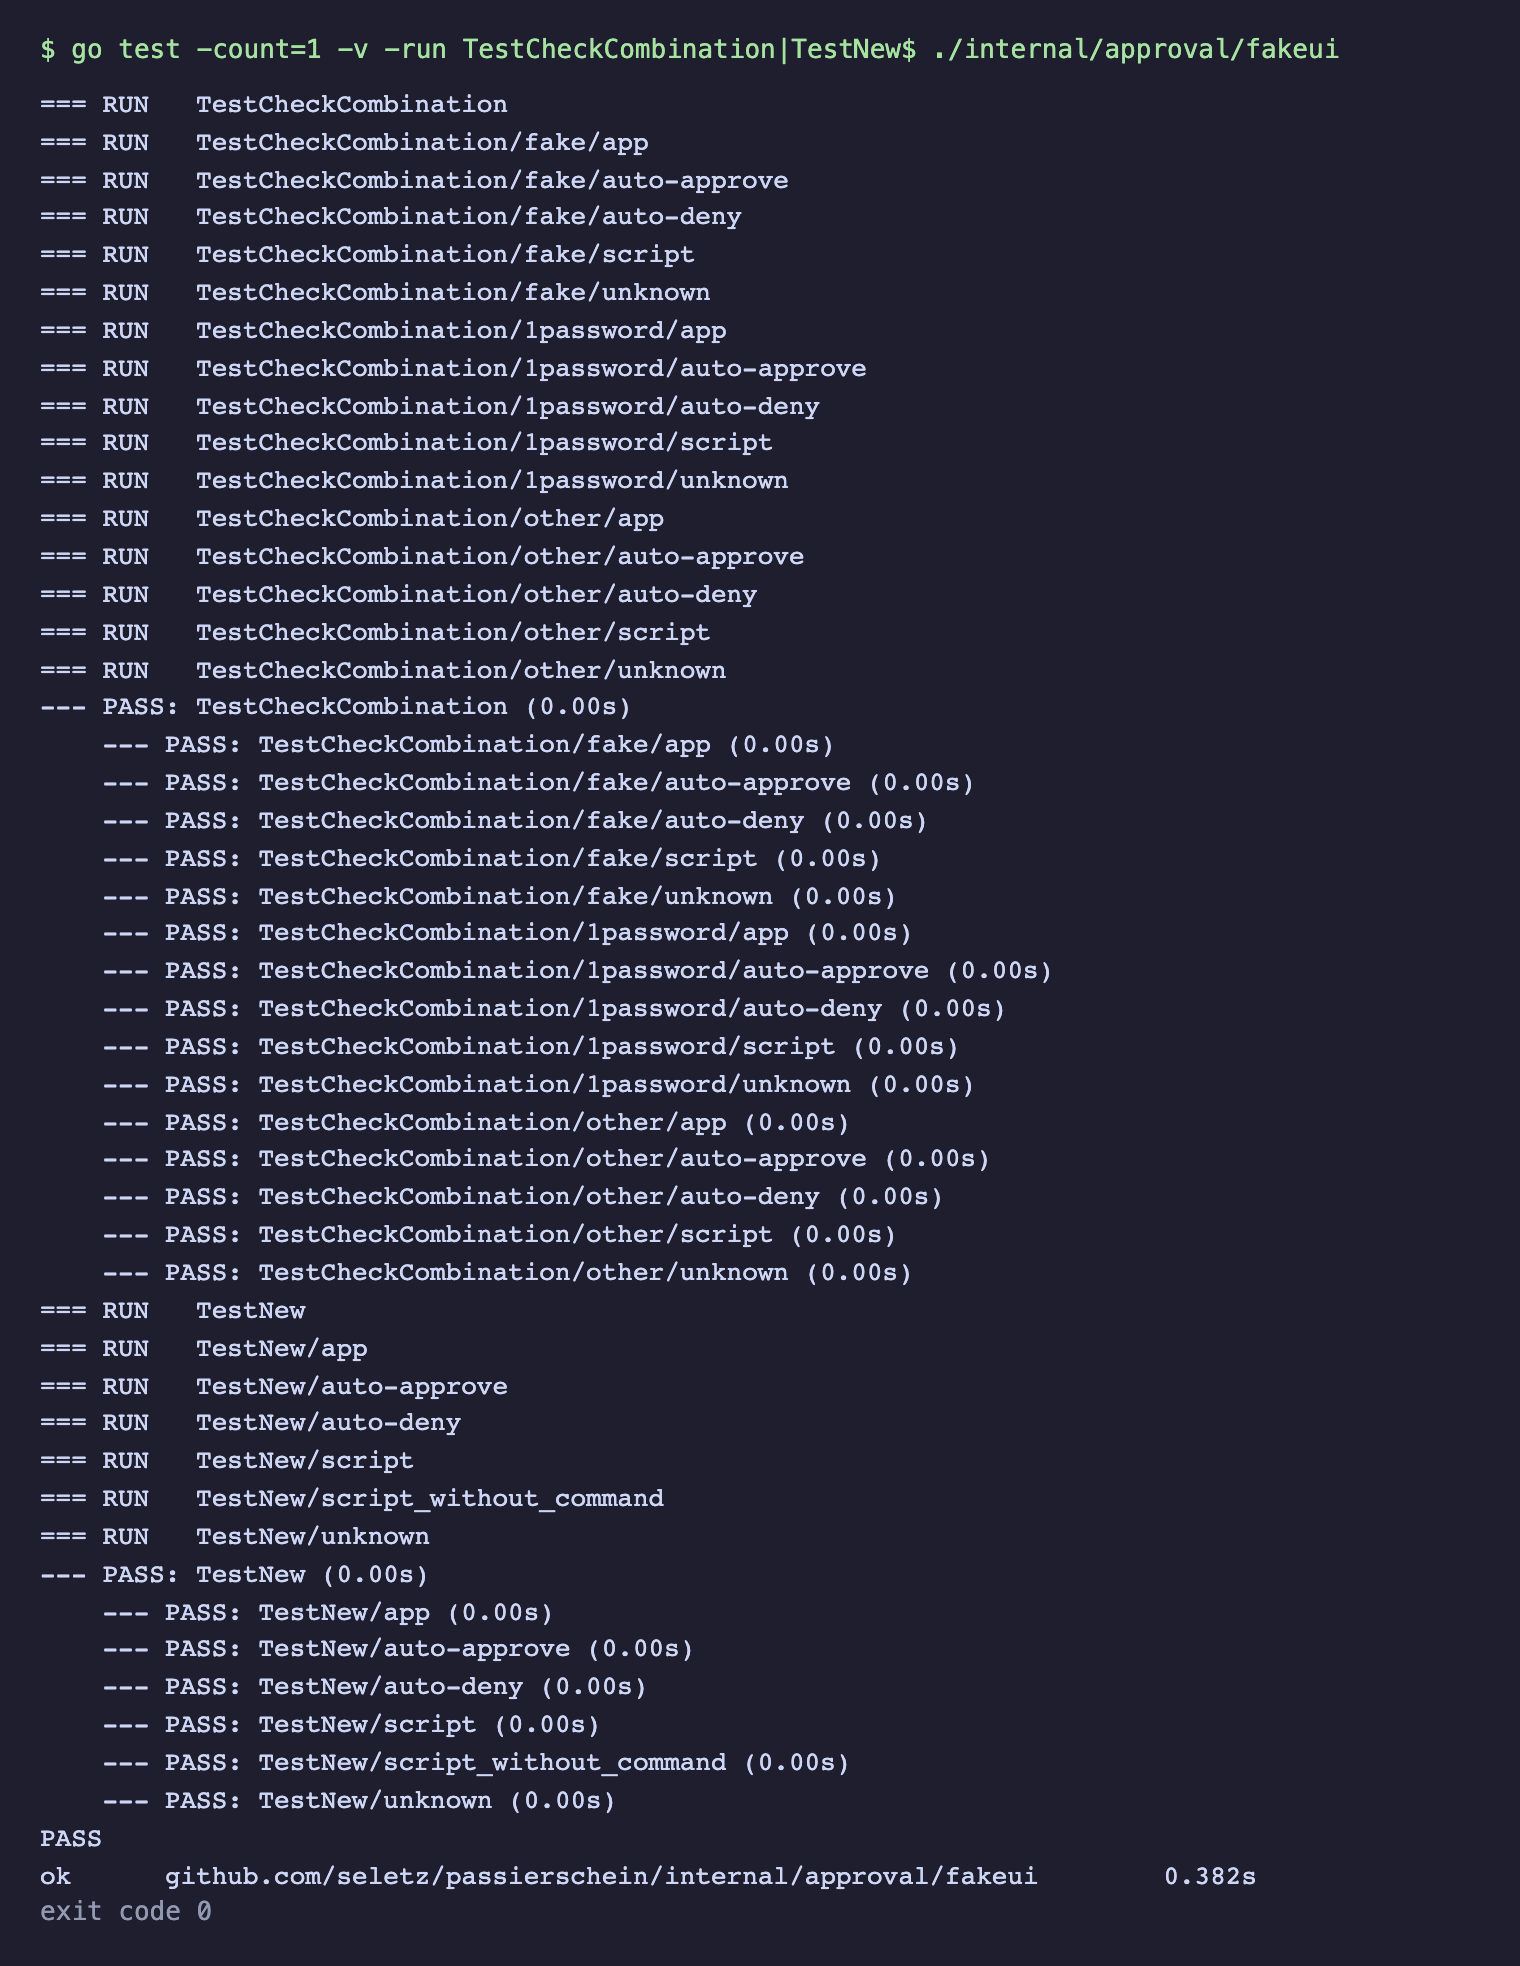 $ go test -count=1 -v -run TestCheckCombination|TestNew$ ./internal/approval/fakeui
=== RUN   TestCheckCombination
=== RUN   TestCheckCombination/fake/app
=== RUN   TestCheckCombination/fake/auto-approve
=== RUN   TestCheckCombination/fake/auto-deny
=== RUN   TestCheckCombination/fake/script
=== RUN   TestCheckCombination/fake/unknown
=== RUN   TestCheckCombination/1password/app
=== RUN   TestCheckCombination/1password/auto-approve
=== RUN   TestCheckCombination/1password/auto-deny
=== RUN   TestCheckCombination/1password/script
=== RUN   TestCheckCombination/1password/unknown
=== RUN   TestCheckCombination/other/app
=== RUN   TestCheckCombination/other/auto-approve
=== RUN   TestCheckCombination/other/auto-deny
=== RUN   TestCheckCombination/other/script
=== RUN   TestCheckCombination/other/unknown
--- PASS: TestCheckCombination (0.00s)
    --- PASS: TestCheckCombination/fake/app (0.00s)
    --- PASS: TestCheckCombination/fake/auto-approve (0.00s)
    --- PASS: TestCheckCombination/fake/auto-deny (0.00s)
    --- PASS: TestCheckCombination/fake/script (0.00s)
    --- PASS: TestCheckCombination/fake/unknown (0.00s)
    --- PASS: TestCheckCombination/1password/app (0.00s)
    --- PASS: TestCheckCombination/1password/auto-approve (0.00s)
    --- PASS: TestCheckCombination/1password/auto-deny (0.00s)
    --- PASS: TestCheckCombination/1password/script (0.00s)
    --- PASS: TestCheckCombination/1password/unknown (0.00s)
    --- PASS: TestCheckCombination/other/app (0.00s)
    --- PASS: TestCheckCombination/other/auto-approve (0.00s)
    --- PASS: TestCheckCombination/other/auto-deny (0.00s)
    --- PASS: TestCheckCombination/other/script (0.00s)
    --- PASS: TestCheckCombination/other/unknown (0.00s)
=== RUN   TestNew
=== RUN   TestNew/app
=== RUN   TestNew/auto-approve
=== RUN   TestNew/auto-deny
=== RUN   TestNew/script
=== RUN   TestNew/script_without_command
=== RUN   TestNew/unknown
--- PASS: TestNew (0.00s)
    --- PASS: TestNew/app (0.00s)
    --- PASS: TestNew/auto-approve (0.00s)
    --- PASS: TestNew/auto-deny (0.00s)
    --- PASS: TestNew/script (0.00s)
    --- PASS: TestNew/script_without_command (0.00s)
    --- PASS: TestNew/unknown (0.00s)
PASS
ok      github.com/seletz/passierschein/internal/approval/fakeui        0.382s
exit code 0